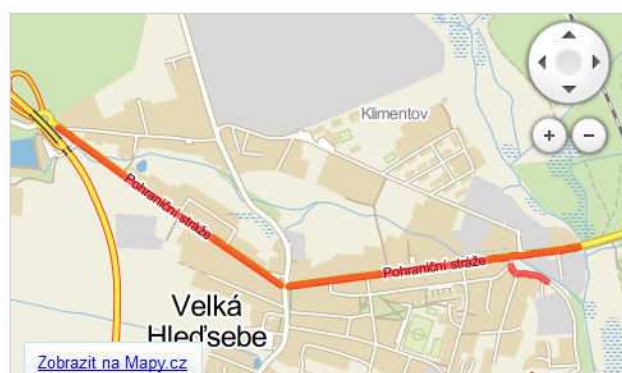 Klimentov
Pohraniční stráže
Pohraniční stráže
Velká
Hleďsebe
Zobrazit na Mapy.cz